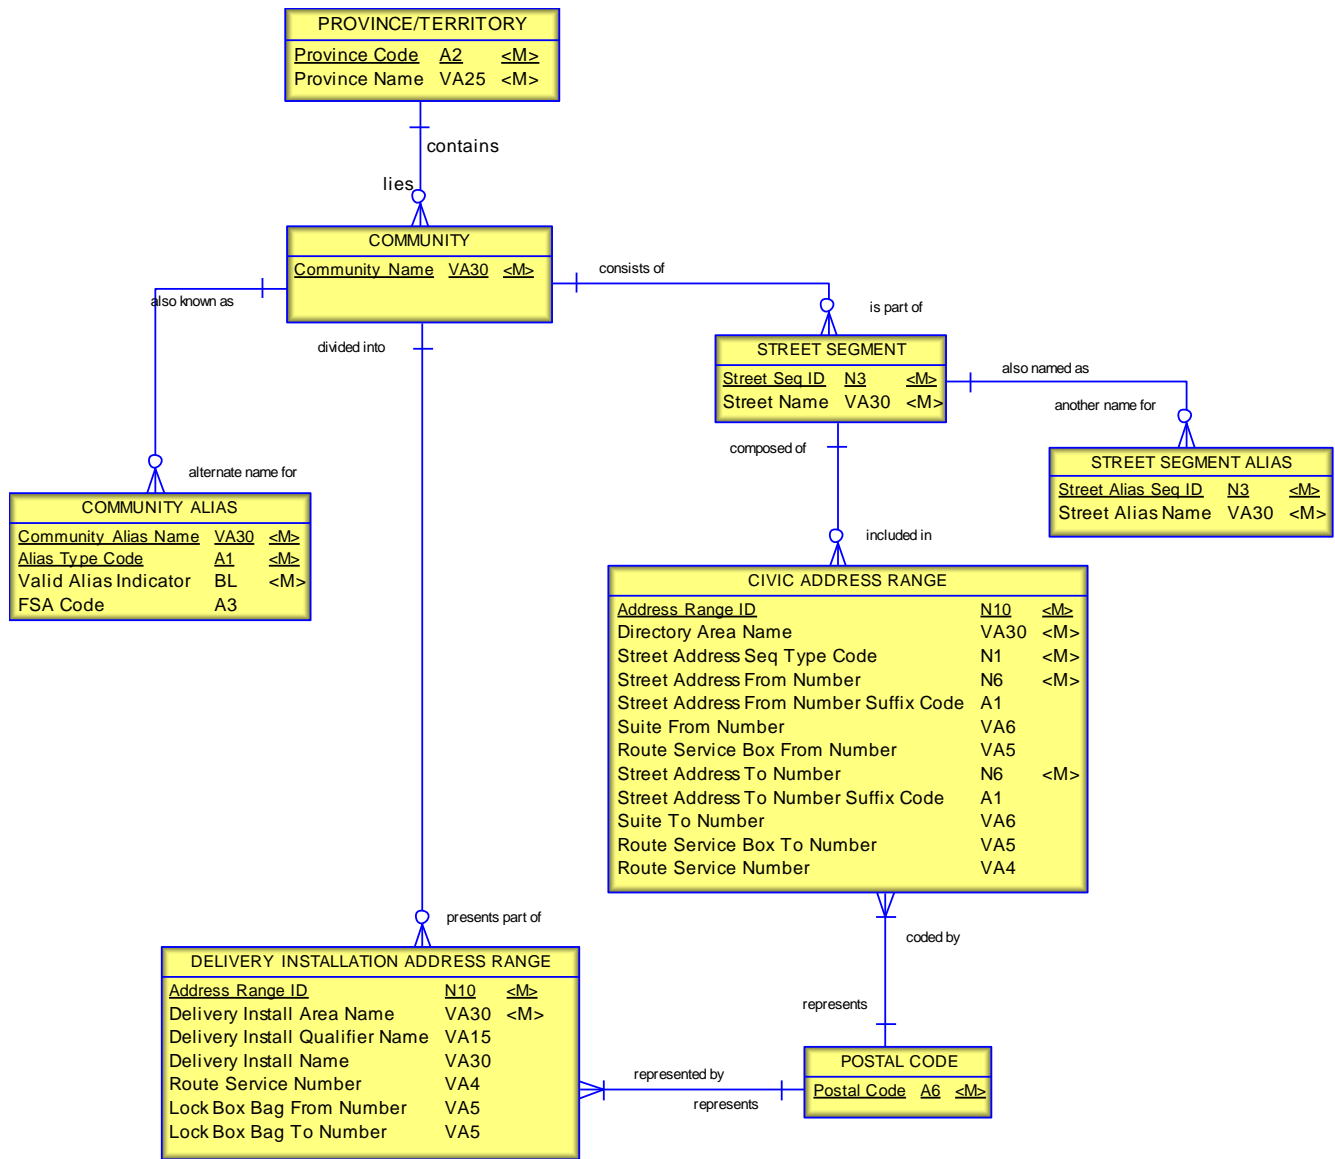 PROVINCE/TERRITORY
Province Code A2 <M>
Province Name VA25 <M>
contains
lies
COMMUNITY
Community Name VA30 <M>
also known as
consists of
is part of
divided into
STREET SEGMENT
Street Seq ID N3 <M>
Street Name VA30 <M>
also named as
another name for
composed of
STREET SEGMENT ALIAS
Street Alias Seq ID N3 <M>
Street Alias Name VA30 <M>
alternate name for
COMMUNITY ALIAS
Community Alias Name VA30 <M>
Alias Type Code A1 <M>
Valid Alias Indicator BL <M>
FSA Code A3
included in
CIVIC ADDRESS RANGE
Address Range ID N10 <M>
Directory Area Name VA30 <M>
Street Address Seq Type Code N1 <M>
Street Address From Number N6 <M>
Street Address From Number Suffix Code A1
Suite From Number VA6
Route Service Box From Number VA5
Street Address To Number N6 <M>
Street Address To Number Suffix Code A1
Suite To Number VA6
Route Service Box To Number VA5
Route Service Number VA4
presents part of
coded by
DELIVERY INSTALLATION ADDRESS RANGE
Address Range ID N10 <M>
Delivery Install Area Name VA30 <M>
Delivery Install Qualifier Name VA15
Delivery Install Name VA30
Route Service Number VA4
Lock Box Bag From Number VA5
Lock Box Bag To Number VA5
represents
represented by
represents
POSTAL CODE
Postal Code A6 <M>